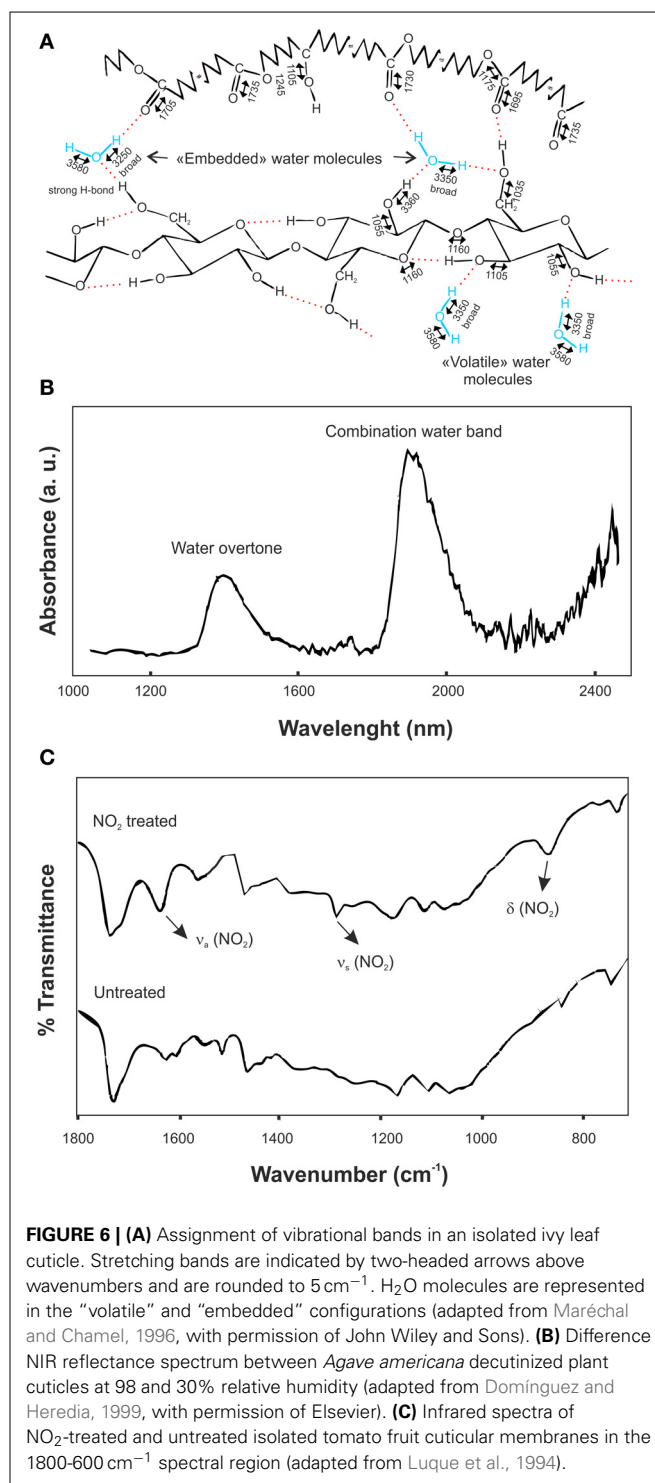 A
O
C
O
1705
C
O
1735
O
1245
C
1105
O
H
C
O
O
1730
O
1175
C
O
1695
C
O
1735
H
H
O
3580
3250
broad
«Embedded» water molecules
H
O
H
3350
broad
H
O
strong H-bond
H
O
CH2
1035
H
O
3360
H
O
CH2
O
H
O
1055
O
O
O
O
O
1160
O
1160
H
O
1105
1055
O
H
O
H
O
O
H
CH2
O
H
H
O
H
3350
broad
3580
H
O
H
3350
broad
3580
«Volatile» water
molecules
B
Absorbance (a. u.)
Combination water band
Water overtone
1000 1200 1600 2000 2400
Wavelenght (nm)
C
% Transmittance
NO2 treated
νa (NO2)
νs (NO2)
δ (NO2)
Untreated
1800 1600 1400 1200 1000 800
Wavenumber (cm-1)
FIGURE 6 | (A) Assignment of vibrational bands in an isolated ivy leaf
cuticle. Stretching bands are indicated by two-headed arrows above
wavenumbers and are rounded to 5 cm−1. H2O molecules are represented
in the “volatile” and “embedded” configurations (adapted from Maréchal
and Chamel, 1996, with permission of John Wiley and Sons). (B) Difference
NIR reflectance spectrum between Agave americana decutinized plant
cuticles at 98 and 30% relative humidity (adapted from Domínguez and
Heredia, 1999, with permission of Elsevier). (C) Infrared spectra of
NO2-treated and untreated isolated tomato fruit cuticular membranes in the
1800-600 cm−1 spectral region (adapted from Luque et al., 1994).